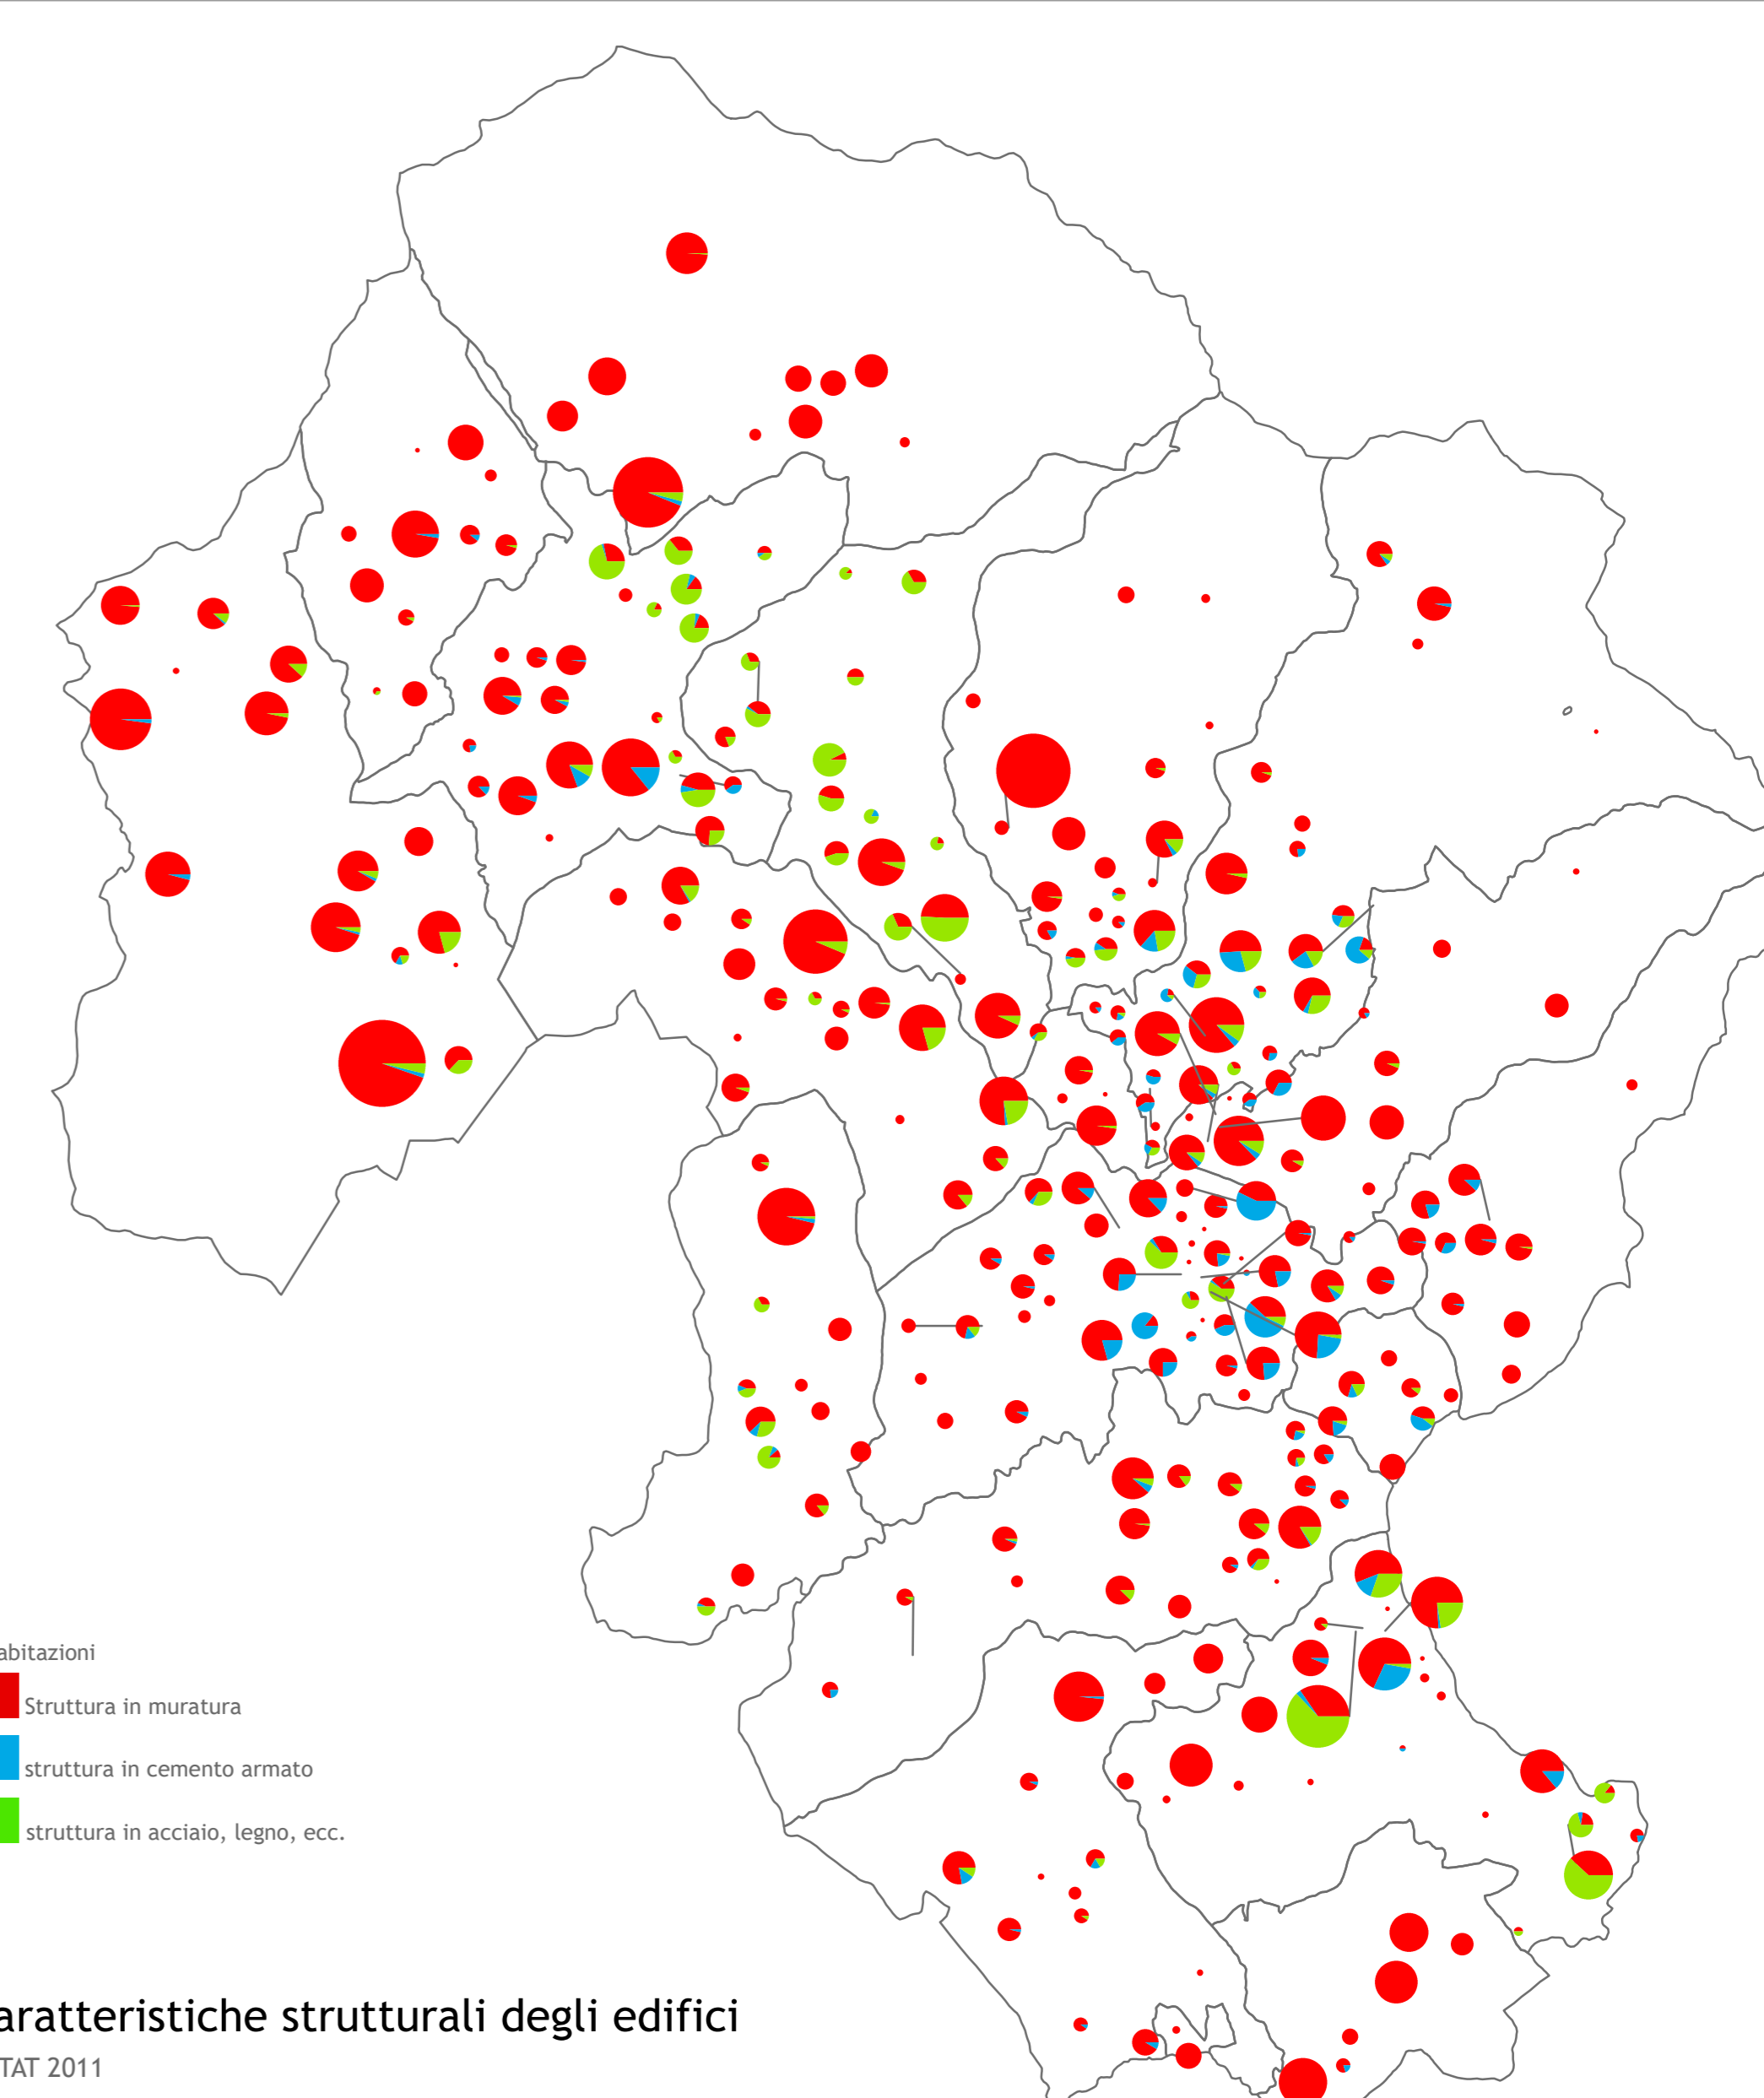 abitazioni
Struttura in muratura
struttura in cemento armato
struttura in acciaio, legno, ecc.
aratteristiche strutturali degli edifici
TAT 2011